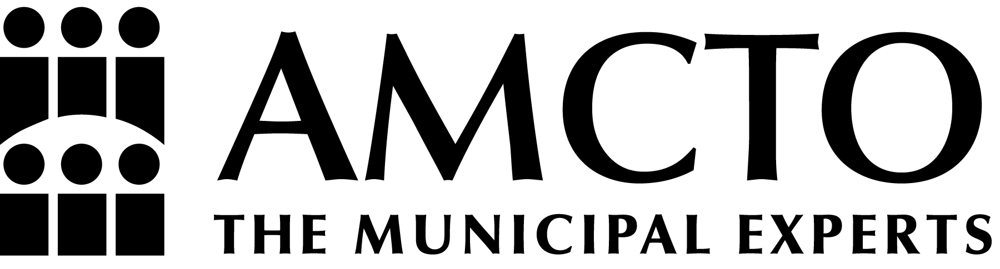 AMCTO
THE MUNICIPAL EXPERTS